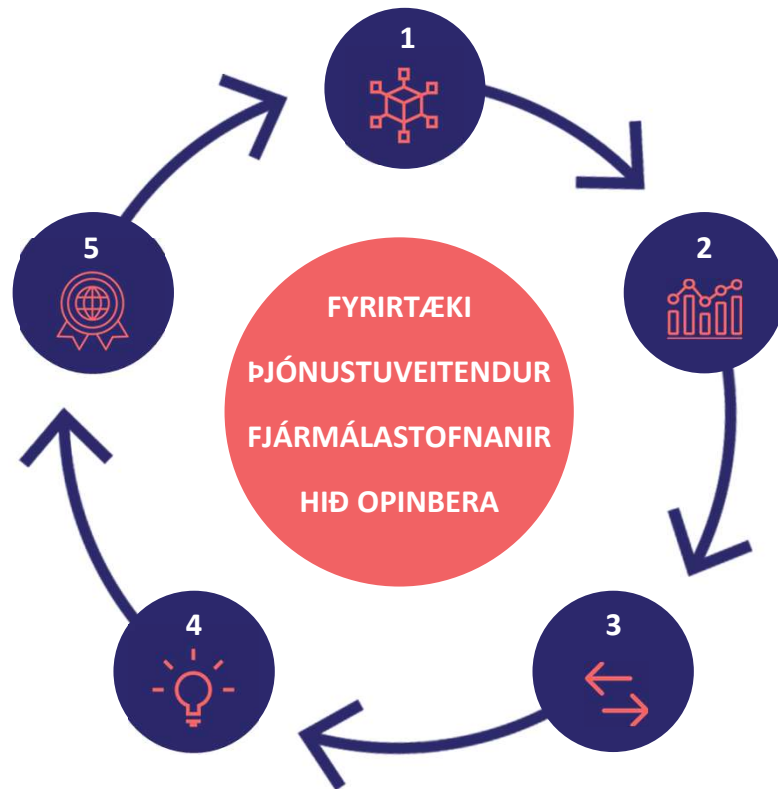 1
2
3
4
5
FYRIRTÆKI
ÞJÓNUSTUVEITENDUR
FJÁRMÁLASTOFNANIR
HIÐ OPINBERA